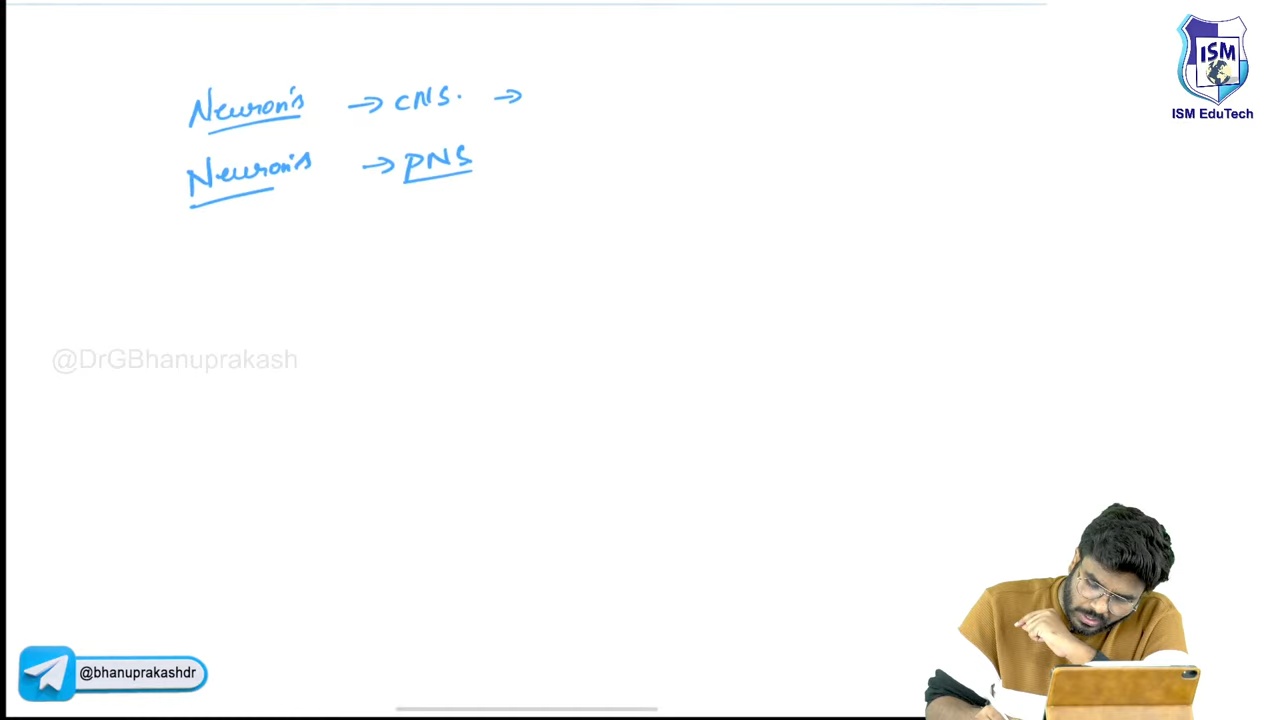 Neuron's → CNS. →
Neuron's → PNS
ISM
ISM EduTech
@DrGBhanuprakash
@bhanuprakashdr